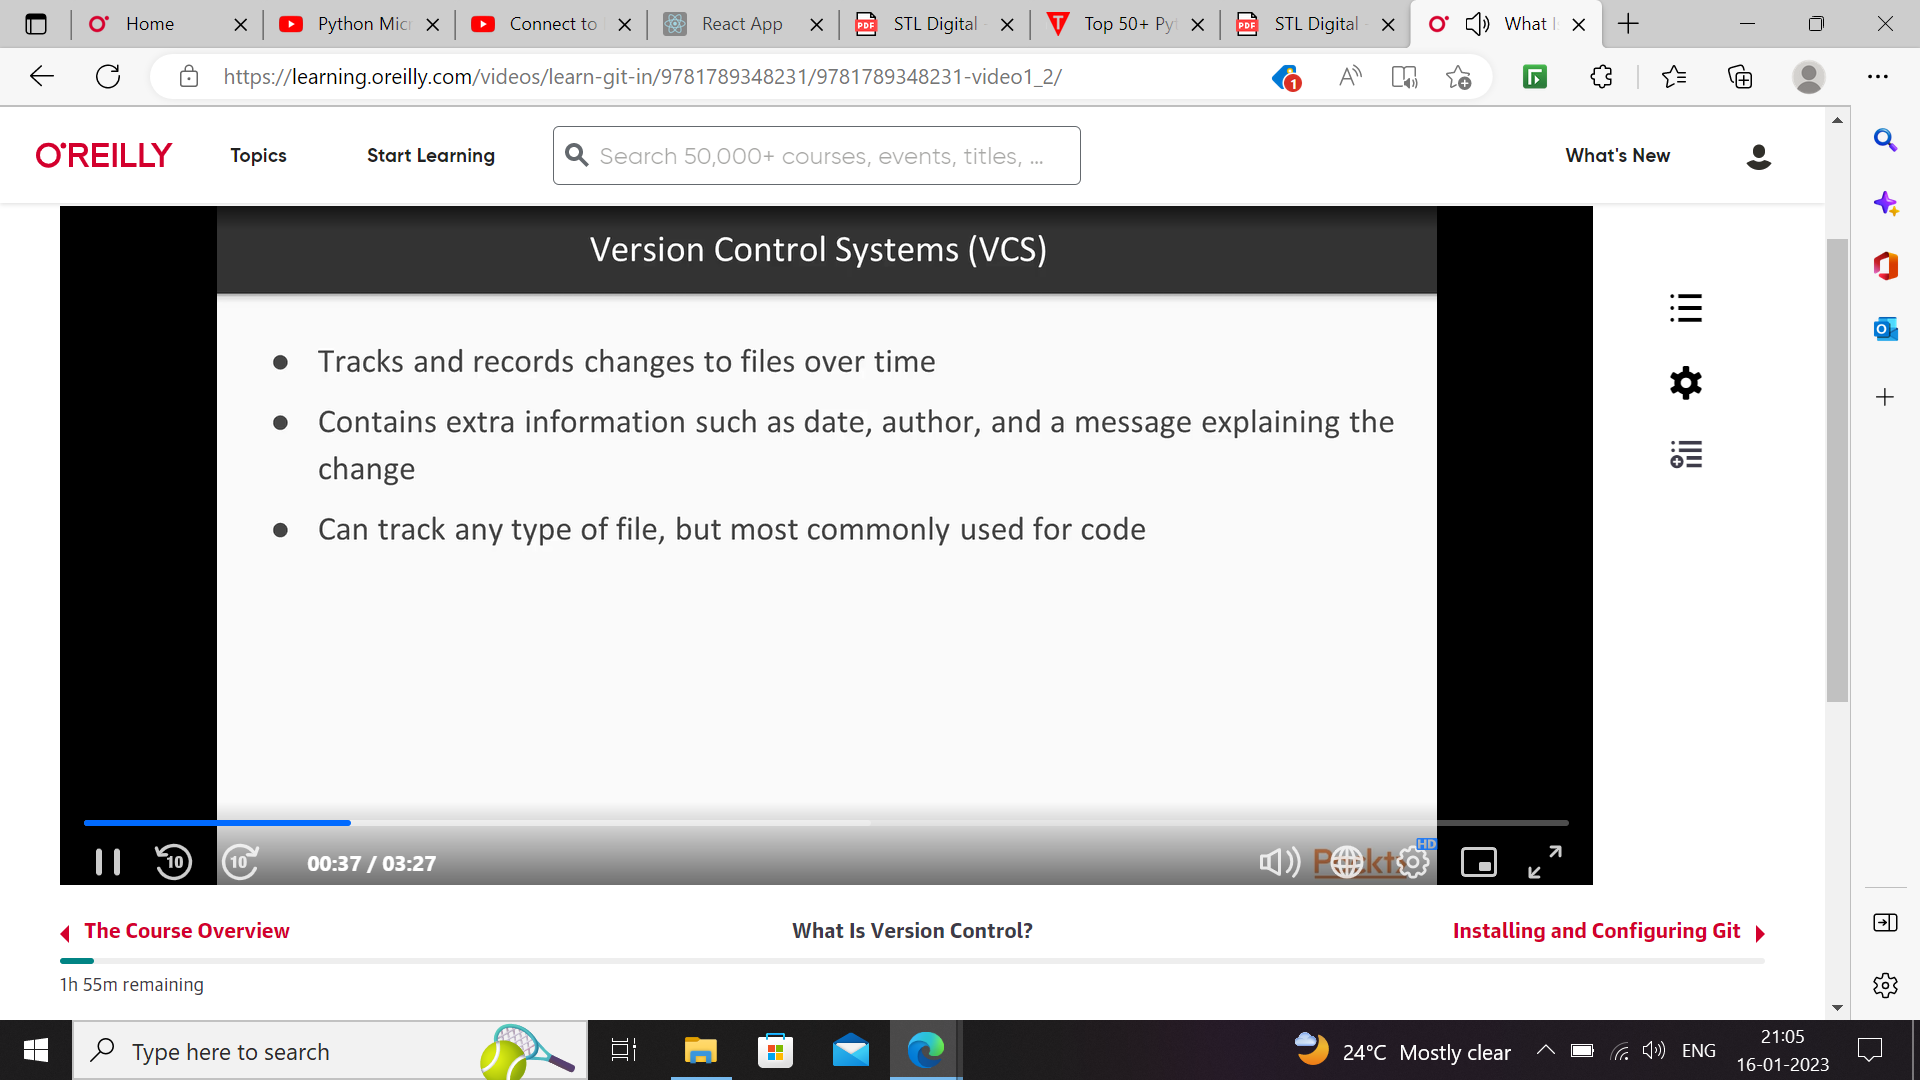 Home
Python Mic
Connect to
React App
STL Digital
Top 50+ Py
STL Digital
What I
https://learning.oreilly.com/videos/learn-git-in/9781789348231/9781789348231-video1_2/
1
O'REILLY
Topics
Start Learning
Search 50,000+ courses, events, titles, ...
What's New
Version Control Systems (VCS)
● Tracks and records changes to files over time
● Contains extra information such as date, author, and a message explaining the
change
● Can track any type of file, but most commonly used for code
10
10
00:37 / 03:27
HD
The Course Overview
What Is Version Control?
Installing and Configuring Git
1h 55m remaining
Type here to search
24°C Mostly clear
ENG
21:05
16-01-2023